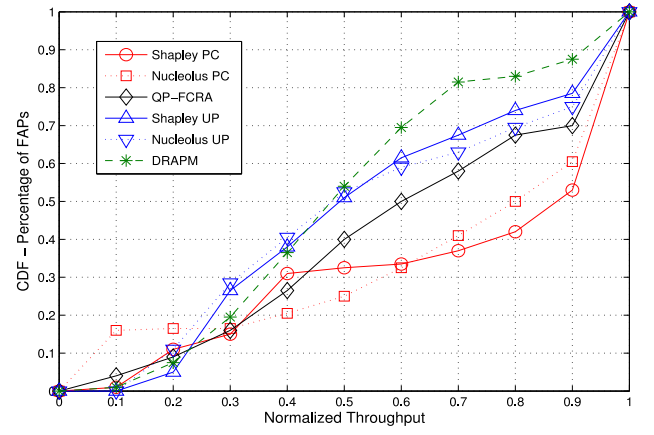 1
0.9
0.8
0.7
0.6
0.5
0.4
0.3
0.2
0.1
0
CDF – Percentage of FAPs
Shapley PC
Nucleolus PC
QP–FCRA
Shapley UP
Nucleolus UP
DRAPM
0 0.1 0.2 0.3 0.4 0.5 0.6 0.7 0.8 0.9 1
Normalized Throughput